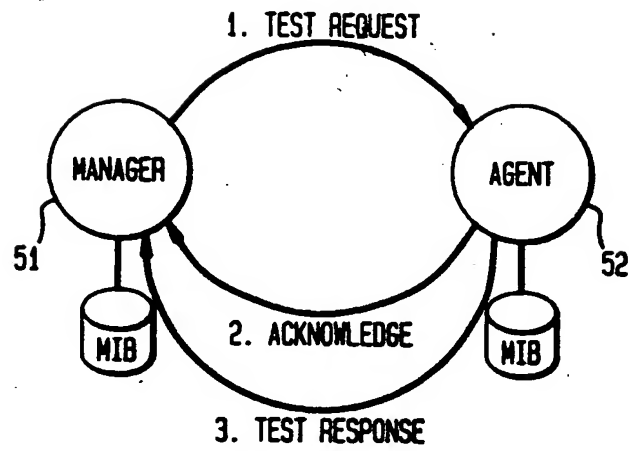 1. TEST REQUEST
MANAGER
AGENT
51
52
MIB
2. ACKNOWLEDGE
MIB
3. TEST RESPONSE